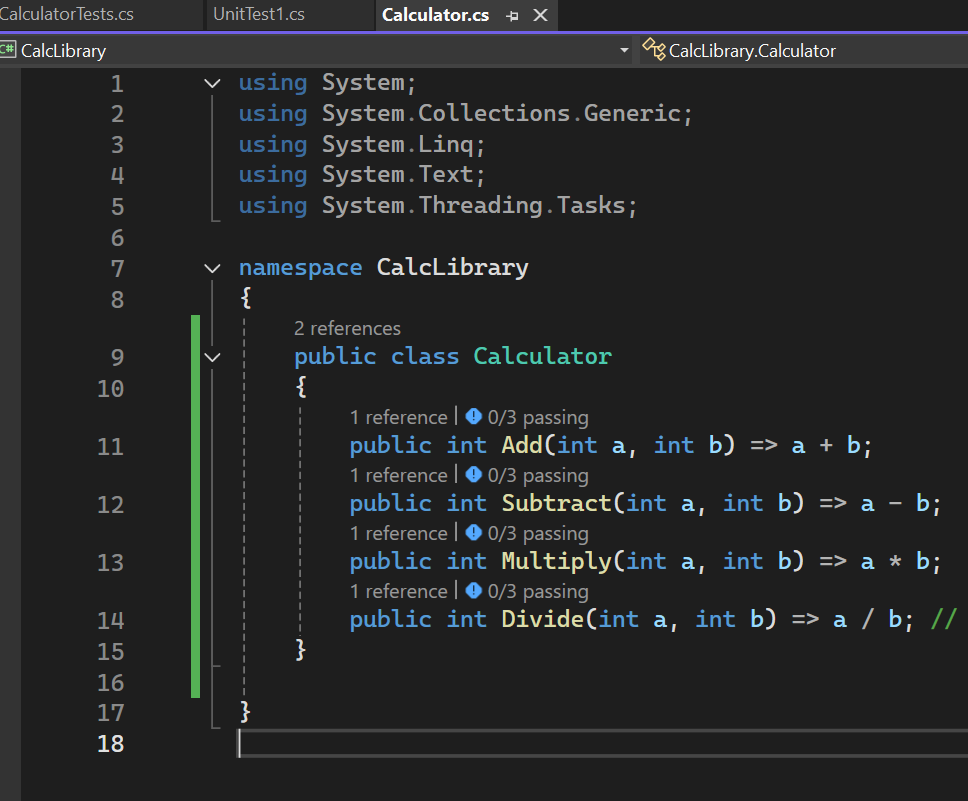 CalculatorTests.cs UnitTest1.cs Calculator.cs
C# CalcLibrary CalcLibrary.Calculator
1 using System;
2 using System.Collections.Generic;
3 using System.Linq;
4 using System.Text;
5 using System.Threading.Tasks;
6
7 namespace CalcLibrary
8 {
2 references
9 public class Calculator
10 {
1 reference | 0/3 passing
11 public int Add(int a, int b) => a + b;
1 reference | 0/3 passing
12 public int Subtract(int a, int b) => a - b;
1 reference | 0/3 passing
13 public int Multiply(int a, int b) => a * b;
1 reference | 0/3 passing
14 public int Divide(int a, int b) => a / b; //
15 }
16
17 }
18